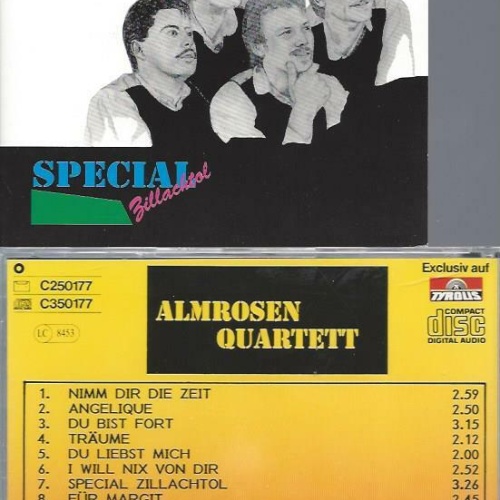 SPECIAL
Zillachtol
C250177
C350177
LC 8453
ALMROSEN
QUARTETT
Exclusiv auf
TYROLIS
COMPACT
disc
DIGITAL AUDIO
1. NIMM DIR DIE ZEIT 2.59
2. ANGELIQUE 2.50
3. DU BIST FORT 3.15
4. TRÄUME 2.12
5. DU LIEBST MICH 2.00
6. I WILL NIX VON DIR 2.52
7. SPECIAL ZILLACHTOL 3.26
8. FÜR MARGIT 2.45